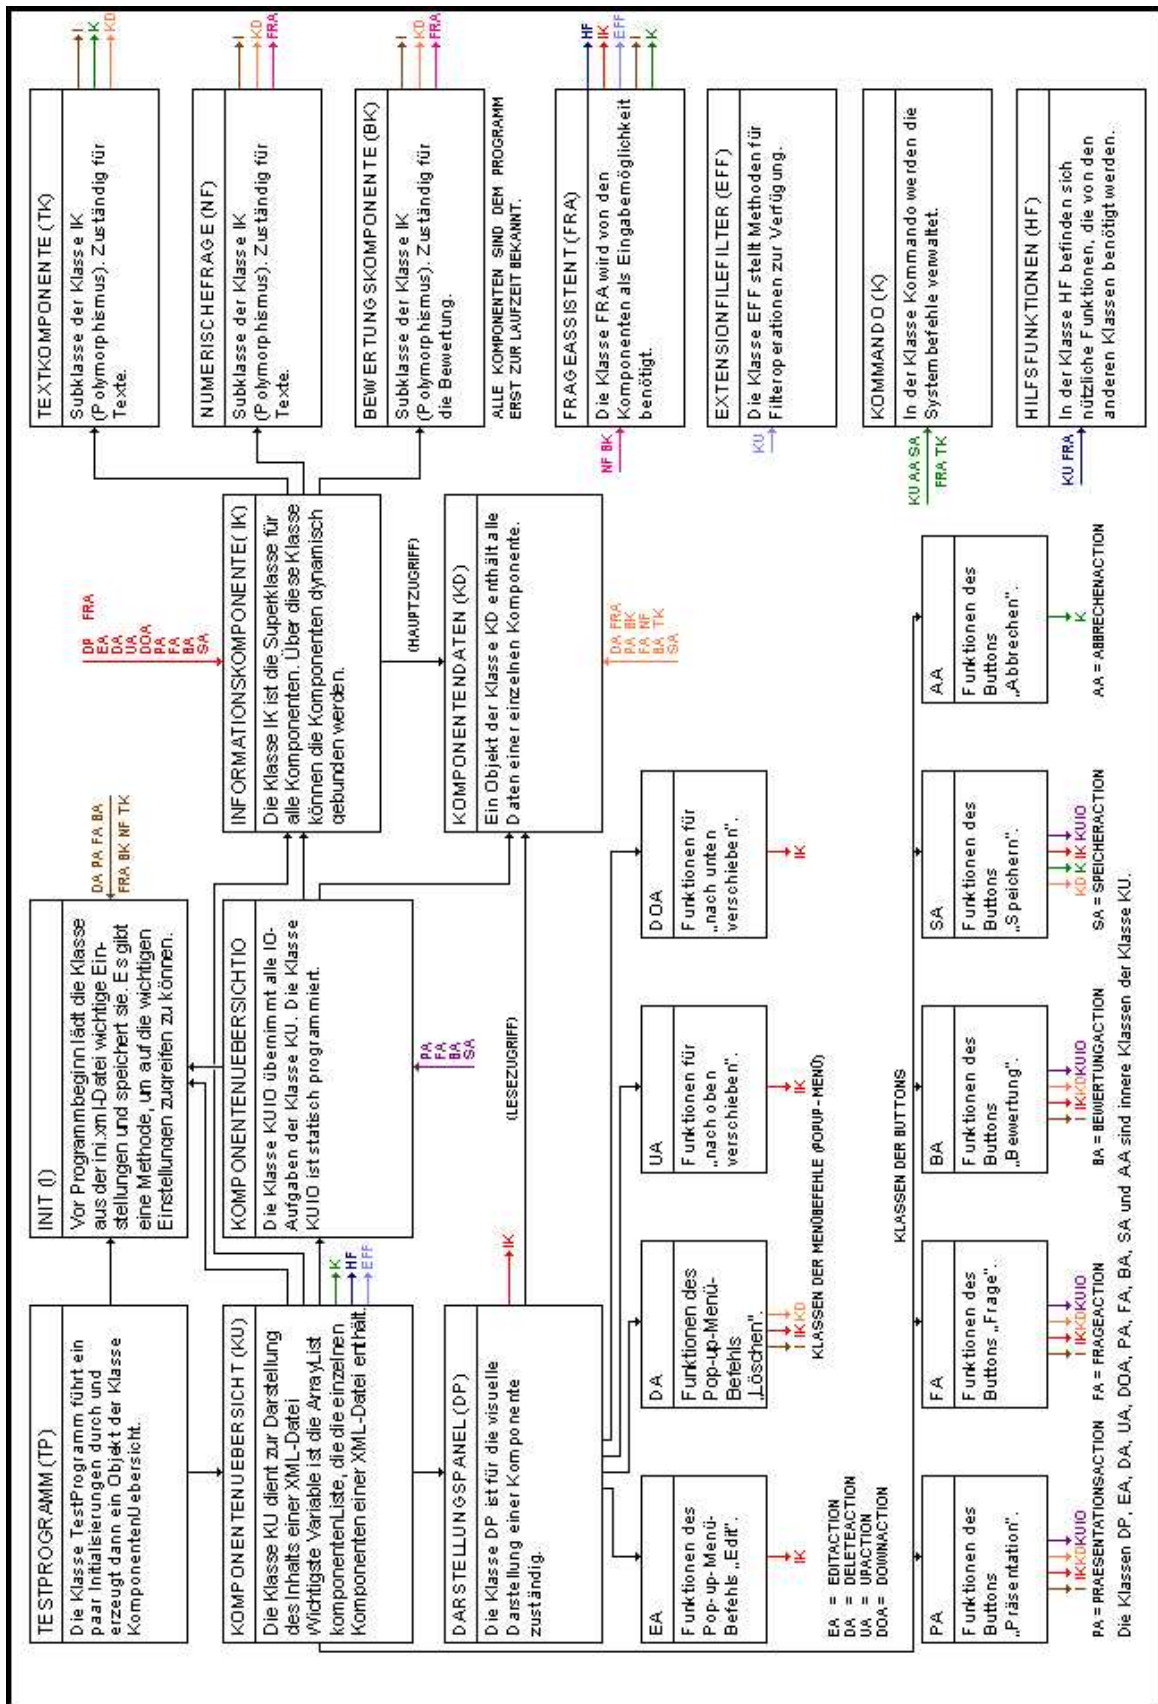 TESTPROGRAMM (TP)
Die Klasse TestProgramm führt ein
paar Initialisierungen durch und
erzeugt dann ein Objekt der Klasse
KomponentenUebersicht.
INIT (I)
Vor Programmbeginn lädt die Klasse
aus der ini.xml-Datei wichtige Ein-
stellungen und speichert sie. Es gibt
eine Methode, um auf die wichtigen
Einstellungen zugreifen zu können.
DA PA FA BA
FRA BK NF TK
DP FRA
EA
DA
UA
DOA
PA
FA
BA
SA
TEXTKOMPONENTE (TK)
Subklasse der Klasse IK
(Polymorphismus). Zuständig für
Texte.
I
K
KD
KOMPONENTENUEBERSICHT (KU)
Die Klasse KU dient zur Darstellung
des Inhalts einer XML-Datei
Wichtigste Variable ist die ArrayList
komponentenListe, die die einzelnen
Komponenten einer XML-Datei enthält.
K
HF
EFF
KOMPONENTENUEBERSICHTIO
Die Klasse KUIO übernimmt alle IO-
Aufgaben der Klasse KU. Die Klasse
KUIO ist statisch programmiert.
PA
FA
BA
SA
INFORMATIONSKOMPONENTE( IK)
Die Klasse IK ist die Superklasse für
alle Komponenten. Über diese Klasse
können die Komponenten dynamisch
gebunden werden.
(HAUPTZUGRIFF)
NUMERISCHEFRAGE (NF)
Subklasse der Klasse IK
(Polymorphismus). Zuständig für
Texte.
I
KD
FRA
BEWERTUNGSKOMPONENTE (BK)
Subklasse der Klasse IK
(Polymorphismus). Zuständig für
die Bewertung.
I
KD
FRA
ALLE KOMPONENTEN SIND DEM PROGRAMM
ERST ZUR LAUFZEIT BEKANNT.
DARSTELLUNGSPANEL (DP)
Die Klasse DP ist für die visuelle
Darstellung einer Komponente
zuständig.
IK
(LESEZUGRIFF)
KOMPONENTENDATEN (KD)
Ein Objekt der Klasse KD enthält alle
Daten einer einzelnen Komponente.
DA FRA
PA BK
FA NF
BA TK
SA
FRAGEASSISTENT (FRA)
Die Klasse FRA wird von den
Komponenten als Eingabemöglichkeit
benötigt.
NF BK
HF
IK
EFF
I
K
EA
Funktionen des
Pop-up-Menü-
Befehls „Edit".
IK
DA
Funktionen des
Pop-up-Menü-
Befehls
„Löschen".
I IK KD
UA
Funktionen für
„nach oben
verschieben".
IK
DOA
Funktionen für
„nach unten
verschieben".
IK
KLASSEN DER MENÜBEFEHLE (POPUP-MENÜ)
EXTENSIONFILEFILTER (EFF)
Die Klasse EFF stellt Methoden für
Filteroperationen zur Verfügung.
KU
EA = EDITACTION
DA = DELETEACTION
UA = UPACTION
DOA = DOWNACTION
KLASSEN DER BUTTONS
KOMMANDO (K)
In der Klasse Kommando werden die
Systembefehle verwaltet.
KU AA SA
FRA TK
PA
Funktionen des
Buttons
„Präsentation".
I IK KD KUIO
FA
Funktionen des
Buttons „Frage".
I IK KD KUIO
BA
Funktionen des
Buttons
„Bewertung".
I IK KD KUIO
SA
Funktionen des
Buttons
„Speichern".
KD K IK KUIO
AA
Funktionen des
Buttons
„Abbrechen".
K
HILFSFUNKTIONEN (HF)
In der Klasse HF befinden sich
nützliche Funktionen, die von den
anderen Klassen benötigt werden.
KU FRA
PA = PRAESENTATIONSACTION FA = FRAGEACTION BA = BEWERTUNGACTION SA = SPEICHERACTION AA = ABBRECHENACTION
Die Klassen DP, EA, DA, UA, DOA, PA, FA, BA, SA und AA sind innere Klassen der Klasse KU.